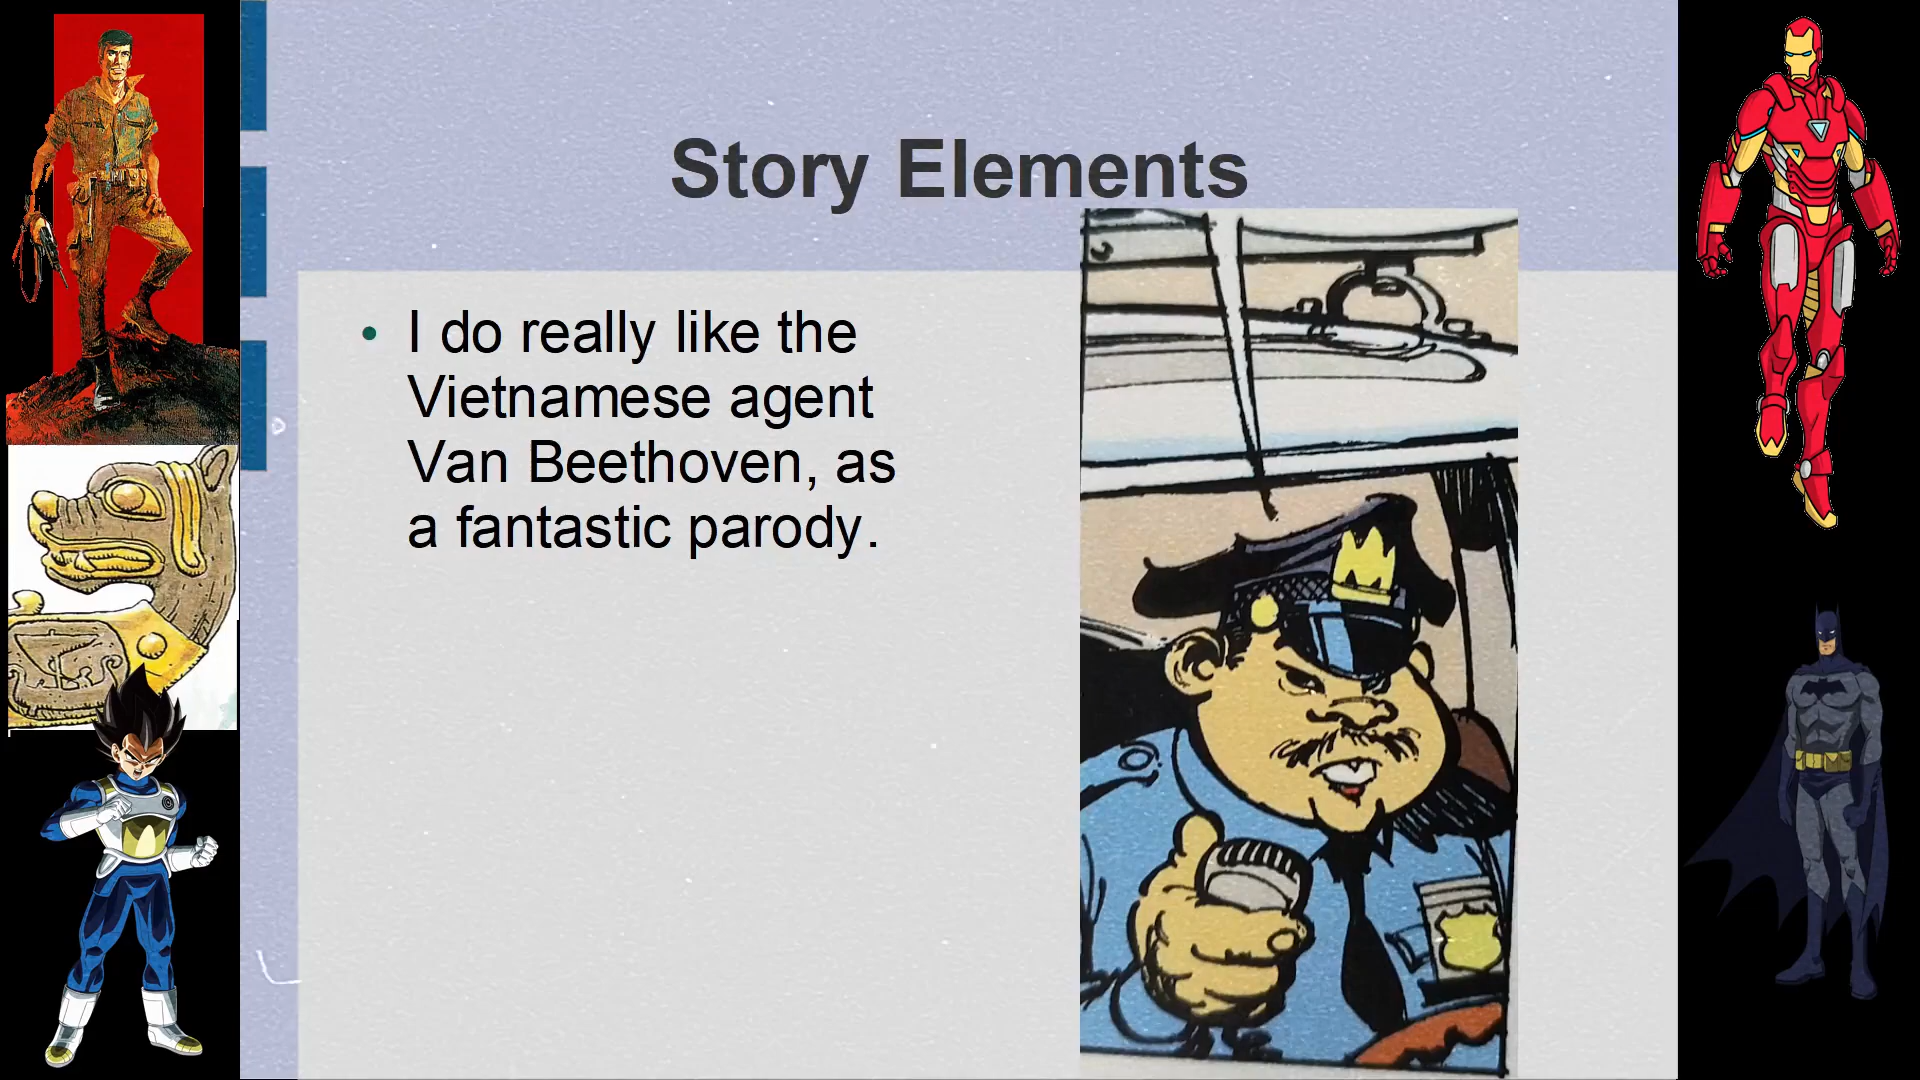 Story Elements
• I do really like the
Vietnamese agent
Van Beethoven, as
a fantastic parody.